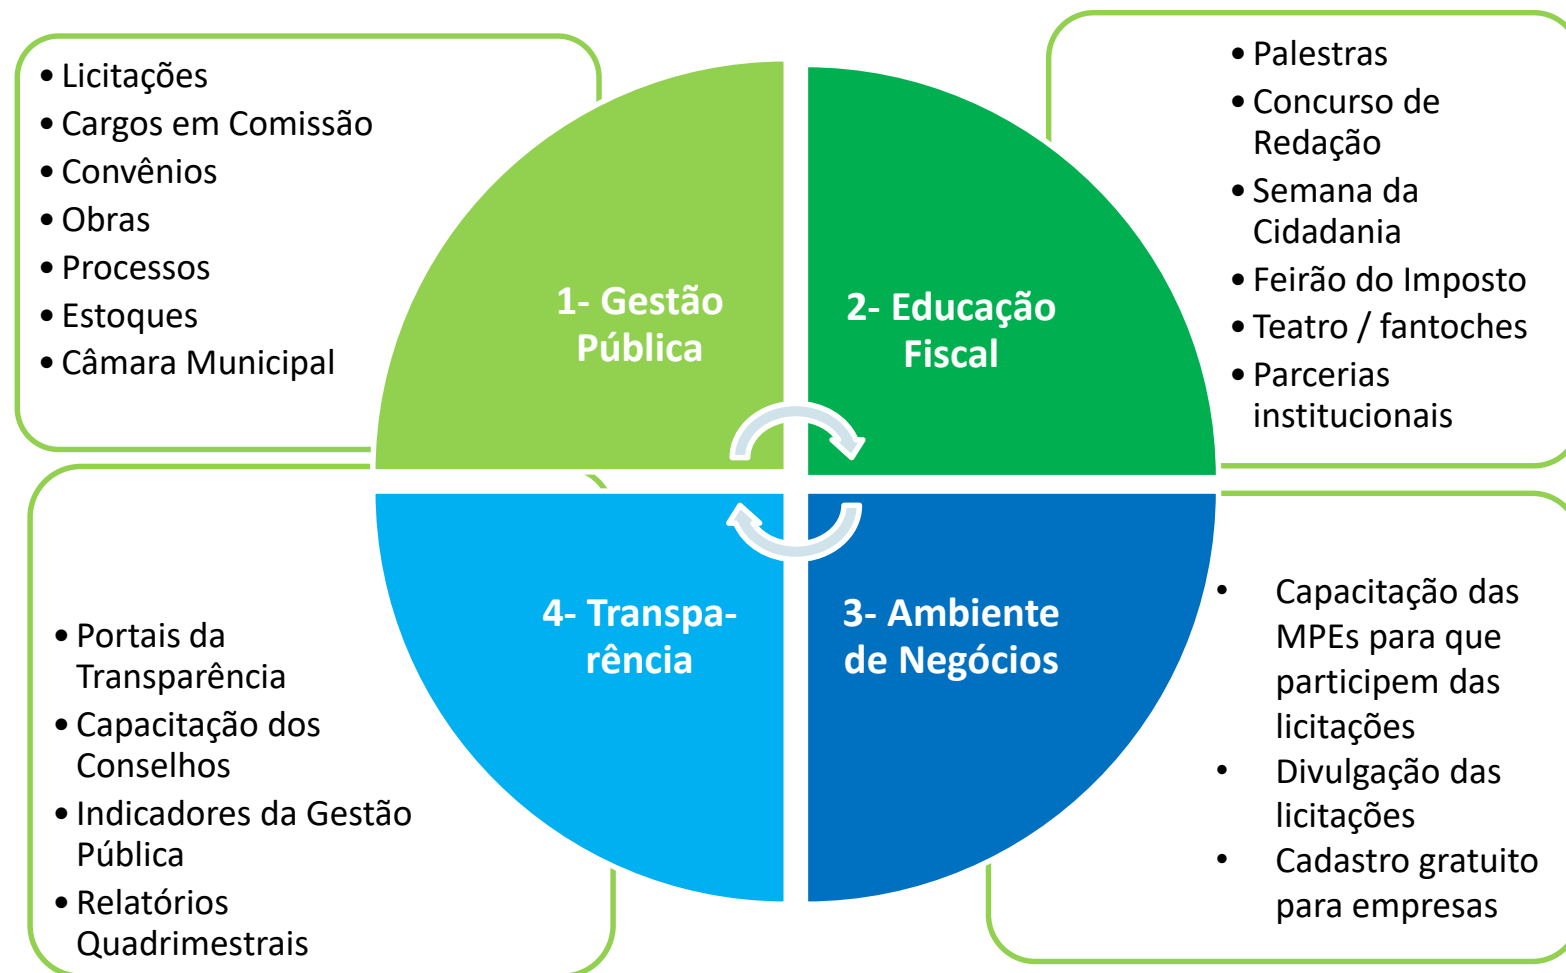 • Licitações
• Cargos em Comissão
• Convênios
• Obras
• Processos
• Estoques
• Câmara Municipal
1- Gestão
Pública
2- Educação
Fiscal
• Palestras
• Concurso de
Redação
• Semana da
Cidadania
• Feirão do Imposto
• Teatro / fantoches
• Parcerias
institucionais
• Portais da
Transparência
• Capacitação dos
Conselhos
• Indicadores da Gestão
Pública
• Relatórios
Quadrimestrais
4- Transpa-
rência
3- Ambiente
de Negócios
• Capacitação das
MPEs para que
participem das
licitações
• Divulgação das
licitações
• Cadastro gratuito
para empresas